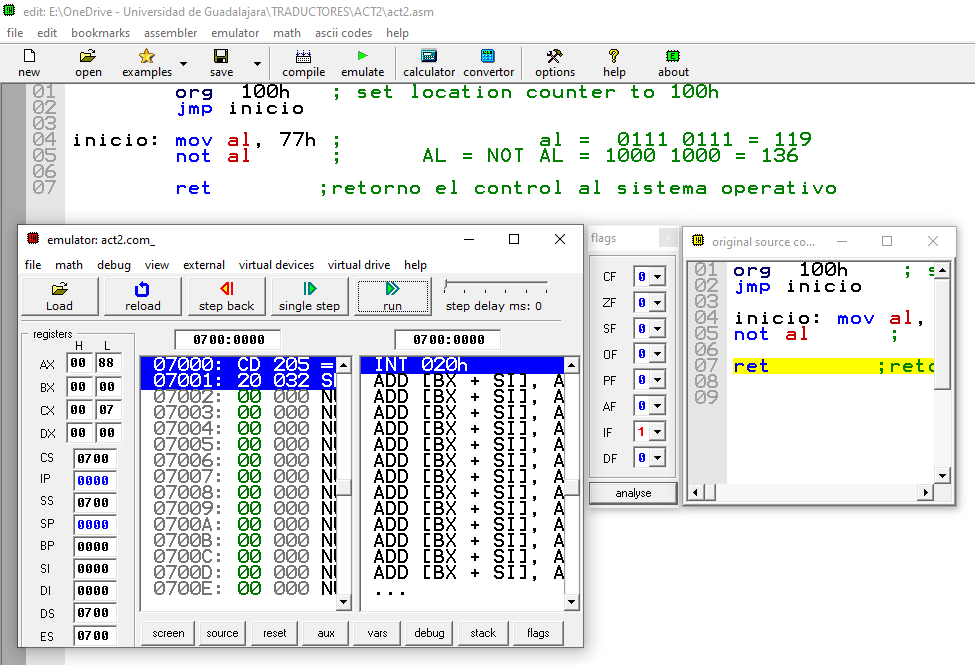 edit: E:\OneDrive - Universidad de Guadalajara\TRADUCTORES\ACT2\act2.asm
file edit bookmarks assembler emulator math ascii codes help
new open examples save compile emulate calculator convertor options help about
01 org 100h ; set location counter to 100h
02 jmp inicio
03
04 inicio: mov al, 77h ; al = 0111 0111 = 119
05 not al ; AL = NOT AL = 1000 1000 = 136
06
07 ret ;retorno el control al sistema operativo
emulator: act2.com_
file math debug view external virtual devices virtual drive help
Load reload step back single step run step delay ms: 0
registers
H L
AX 00 88
BX 00 00
CX 00 07
DX 00 00
CS 0700
IP 0000
SS 0700
SP 0000
BP 0000
SI 0000
DI 0000
DS 0700
ES 0700
0700:0000
07000: CD 205 =
07001: 20 032 S
07002: 00 000 NU
07003: 00 000 NU
07004: 00 000 NU
07005: 00 000 NU
07006: 00 000 NU
07007: 00 000 NU
07008: 00 000 NU
07009: 00 000 NU
0700A: 00 000 NU
0700B: 00 000 NU
0700C: 00 000 NU
0700D: 00 000 NU
0700E: 00 000 NU
0700:0000
INT 020h
ADD [BX + SI], A
ADD [BX + SI], A
ADD [BX + SI], A
ADD [BX + SI], A
ADD [BX + SI], A
ADD [BX + SI], A
ADD [BX + SI], A
ADD [BX + SI], A
ADD [BX + SI], A
ADD [BX + SI], A
ADD [BX + SI], A
ADD [BX + SI], A
ADD [BX + SI], A
...
screen source reset aux vars debug stack flags
flags
CF 0
ZF 0
SF 0
OF 0
PF 0
AF 0
IF 1
DF 0
analyse
original source co...
01 org 100h ; s
02 jmp inicio
03
04 inicio: mov al,
05 not al ;
06
07 ret ;reto
08
09